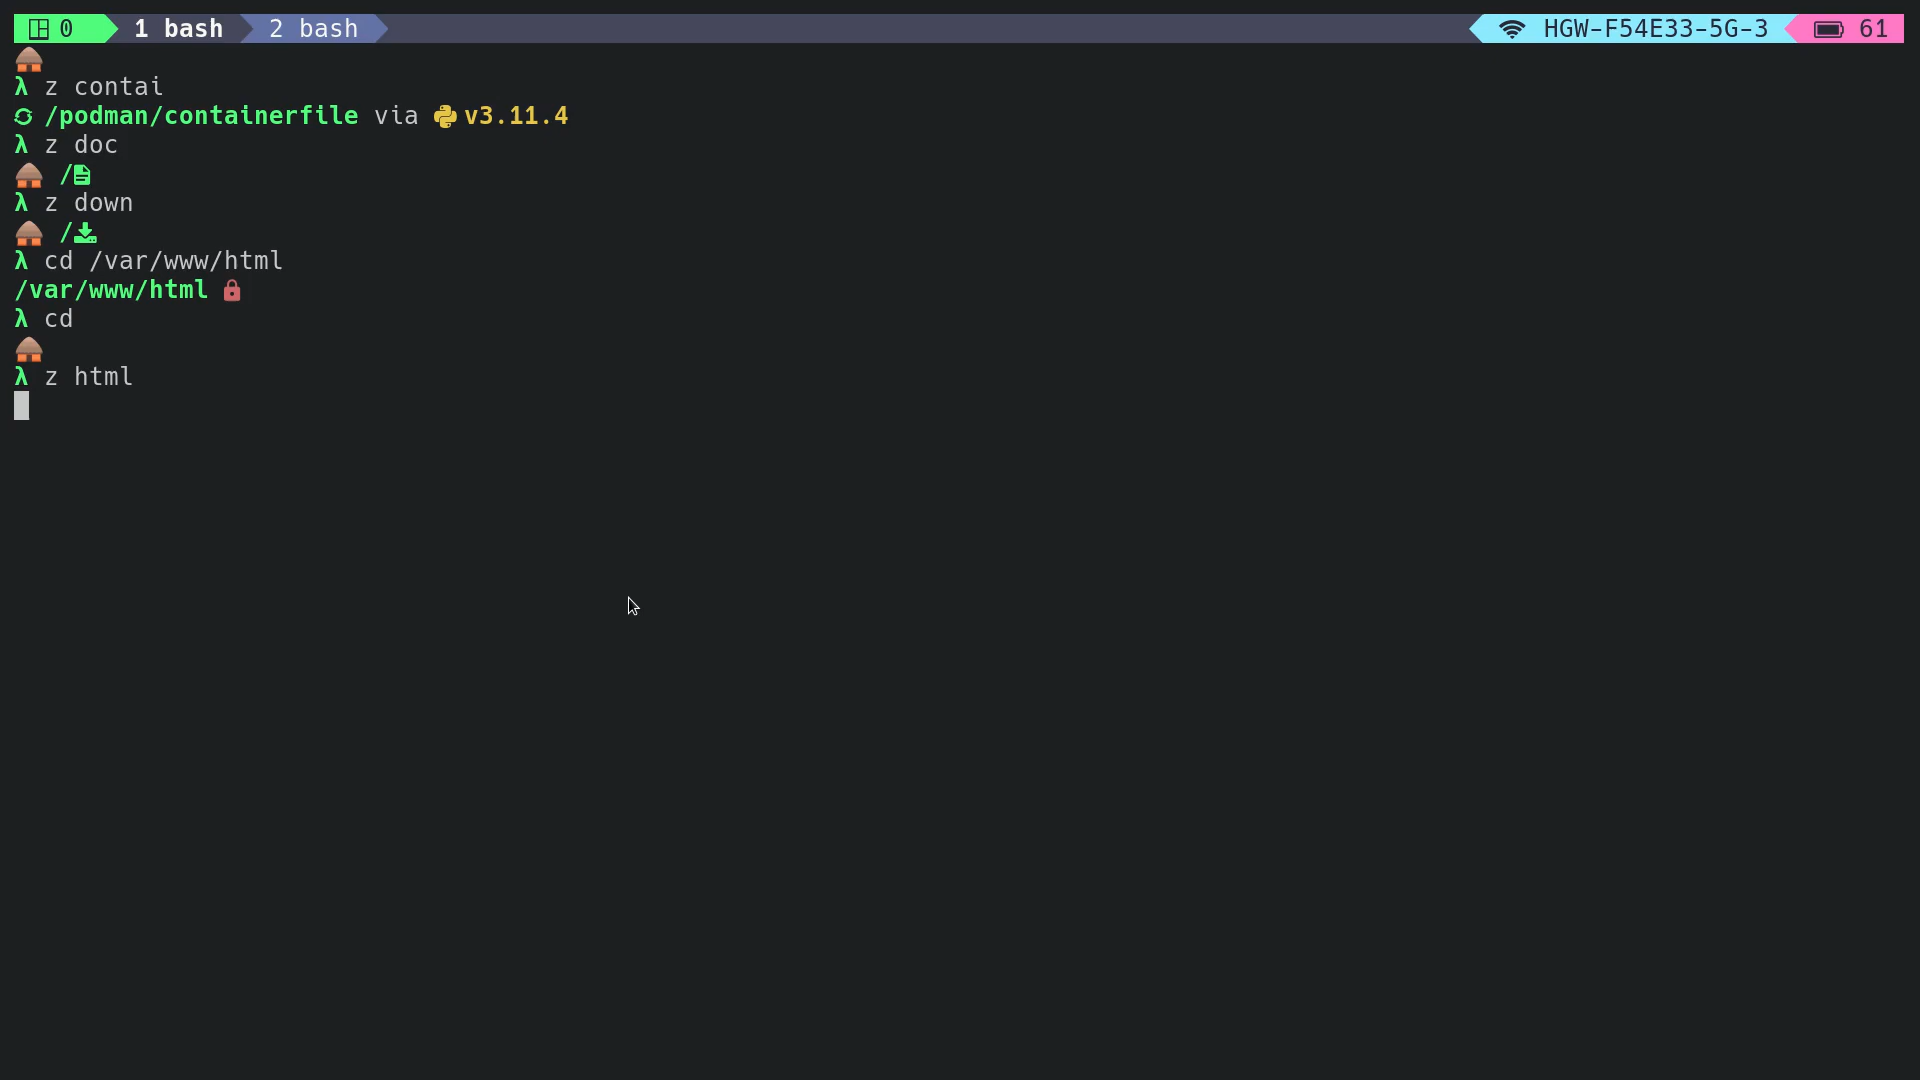 0 1 bash 2 bash HGW-F54E33-5G-3 61
λ z contai
/podman/containerfile via v3.11.4
λ z doc
/
λ z down
/
λ cd /var/www/html
/var/www/html
λ cd
λ z html